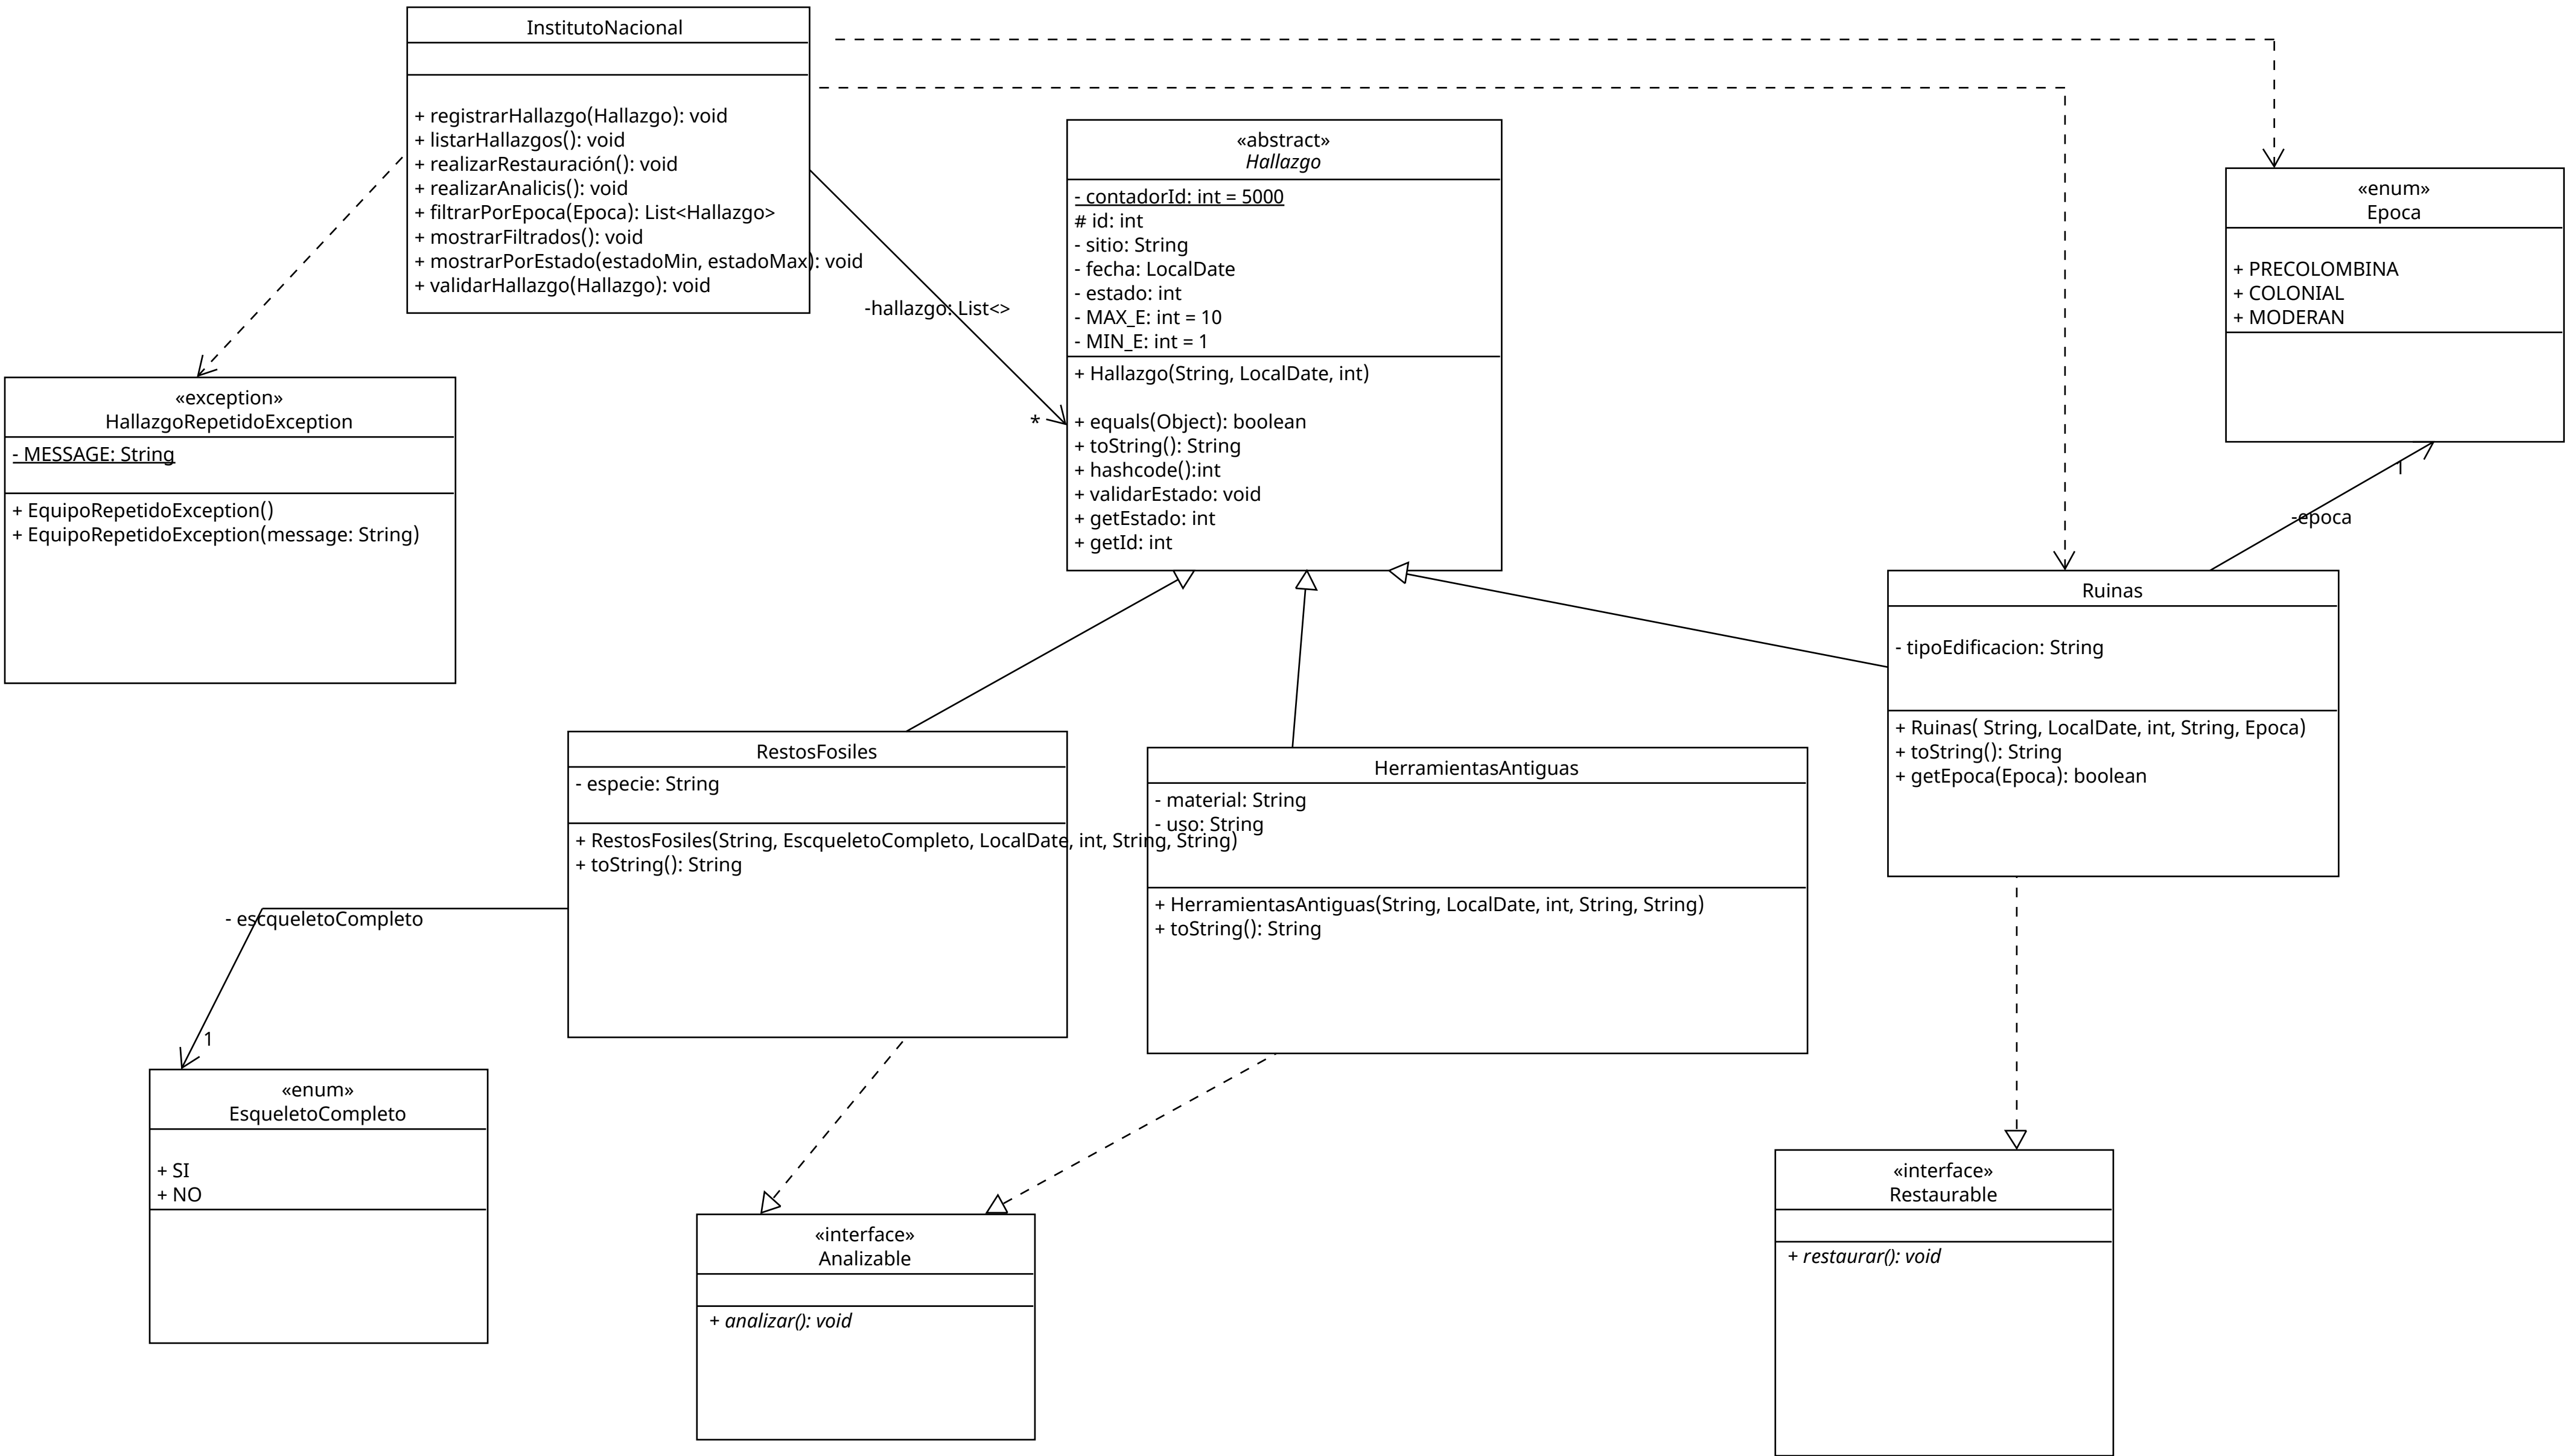 InstitutoNacional
+ registrarHallazgo(Hallazgo): void
+ listarHallazgos(): void
+ realizarRestauración(): void
+ realizarAnalicis(): void
+ filtrarPorEpoca(Epoca): List<Hallazgo>
+ mostrarFiltrados(): void
+ mostrarPorEstado(estadoMin, estadoMax): void
+ validarHallazgo(Hallazgo): void
-hallazgo: List<>
*
«abstract»
Hallazgo
- contadorId: int = 5000
# id: int
- sitio: String
- fecha: LocalDate
- estado: int
- MAX_E: int = 10
- MIN_E: int = 1
+ Hallazgo(String, LocalDate, int)
+ equals(Object): boolean
+ toString(): String
+ hashcode():int
+ validarEstado: void
+ getEstado: int
+ getId: int
«enum»
Epoca
+ PRECOLOMBINA
+ COLONIAL
+ MODERAN
1
-epoca
«exception»
HallazgoRepetidoException
- MESSAGE: String
+ EquipoRepetidoException()
+ EquipoRepetidoException(message: String)
Ruinas
- tipoEdificacion: String
+ Ruinas( String, LocalDate, int, String, Epoca)
+ toString(): String
+ getEpoca(Epoca): boolean
RestosFosiles
- especie: String
+ RestosFosiles(String, EscqueletoCompleto, LocalDate, int, String, String)
+ toString(): String
HerramientasAntiguas
- material: String
- uso: String
+ HerramientasAntiguas(String, LocalDate, int, String, String)
+ toString(): String
- escqueletoCompleto
1
«enum»
EsqueletoCompleto
+ SI
+ NO
«interface»
Analizable
+ analizar(): void
«interface»
Restaurable
+ restaurar(): void